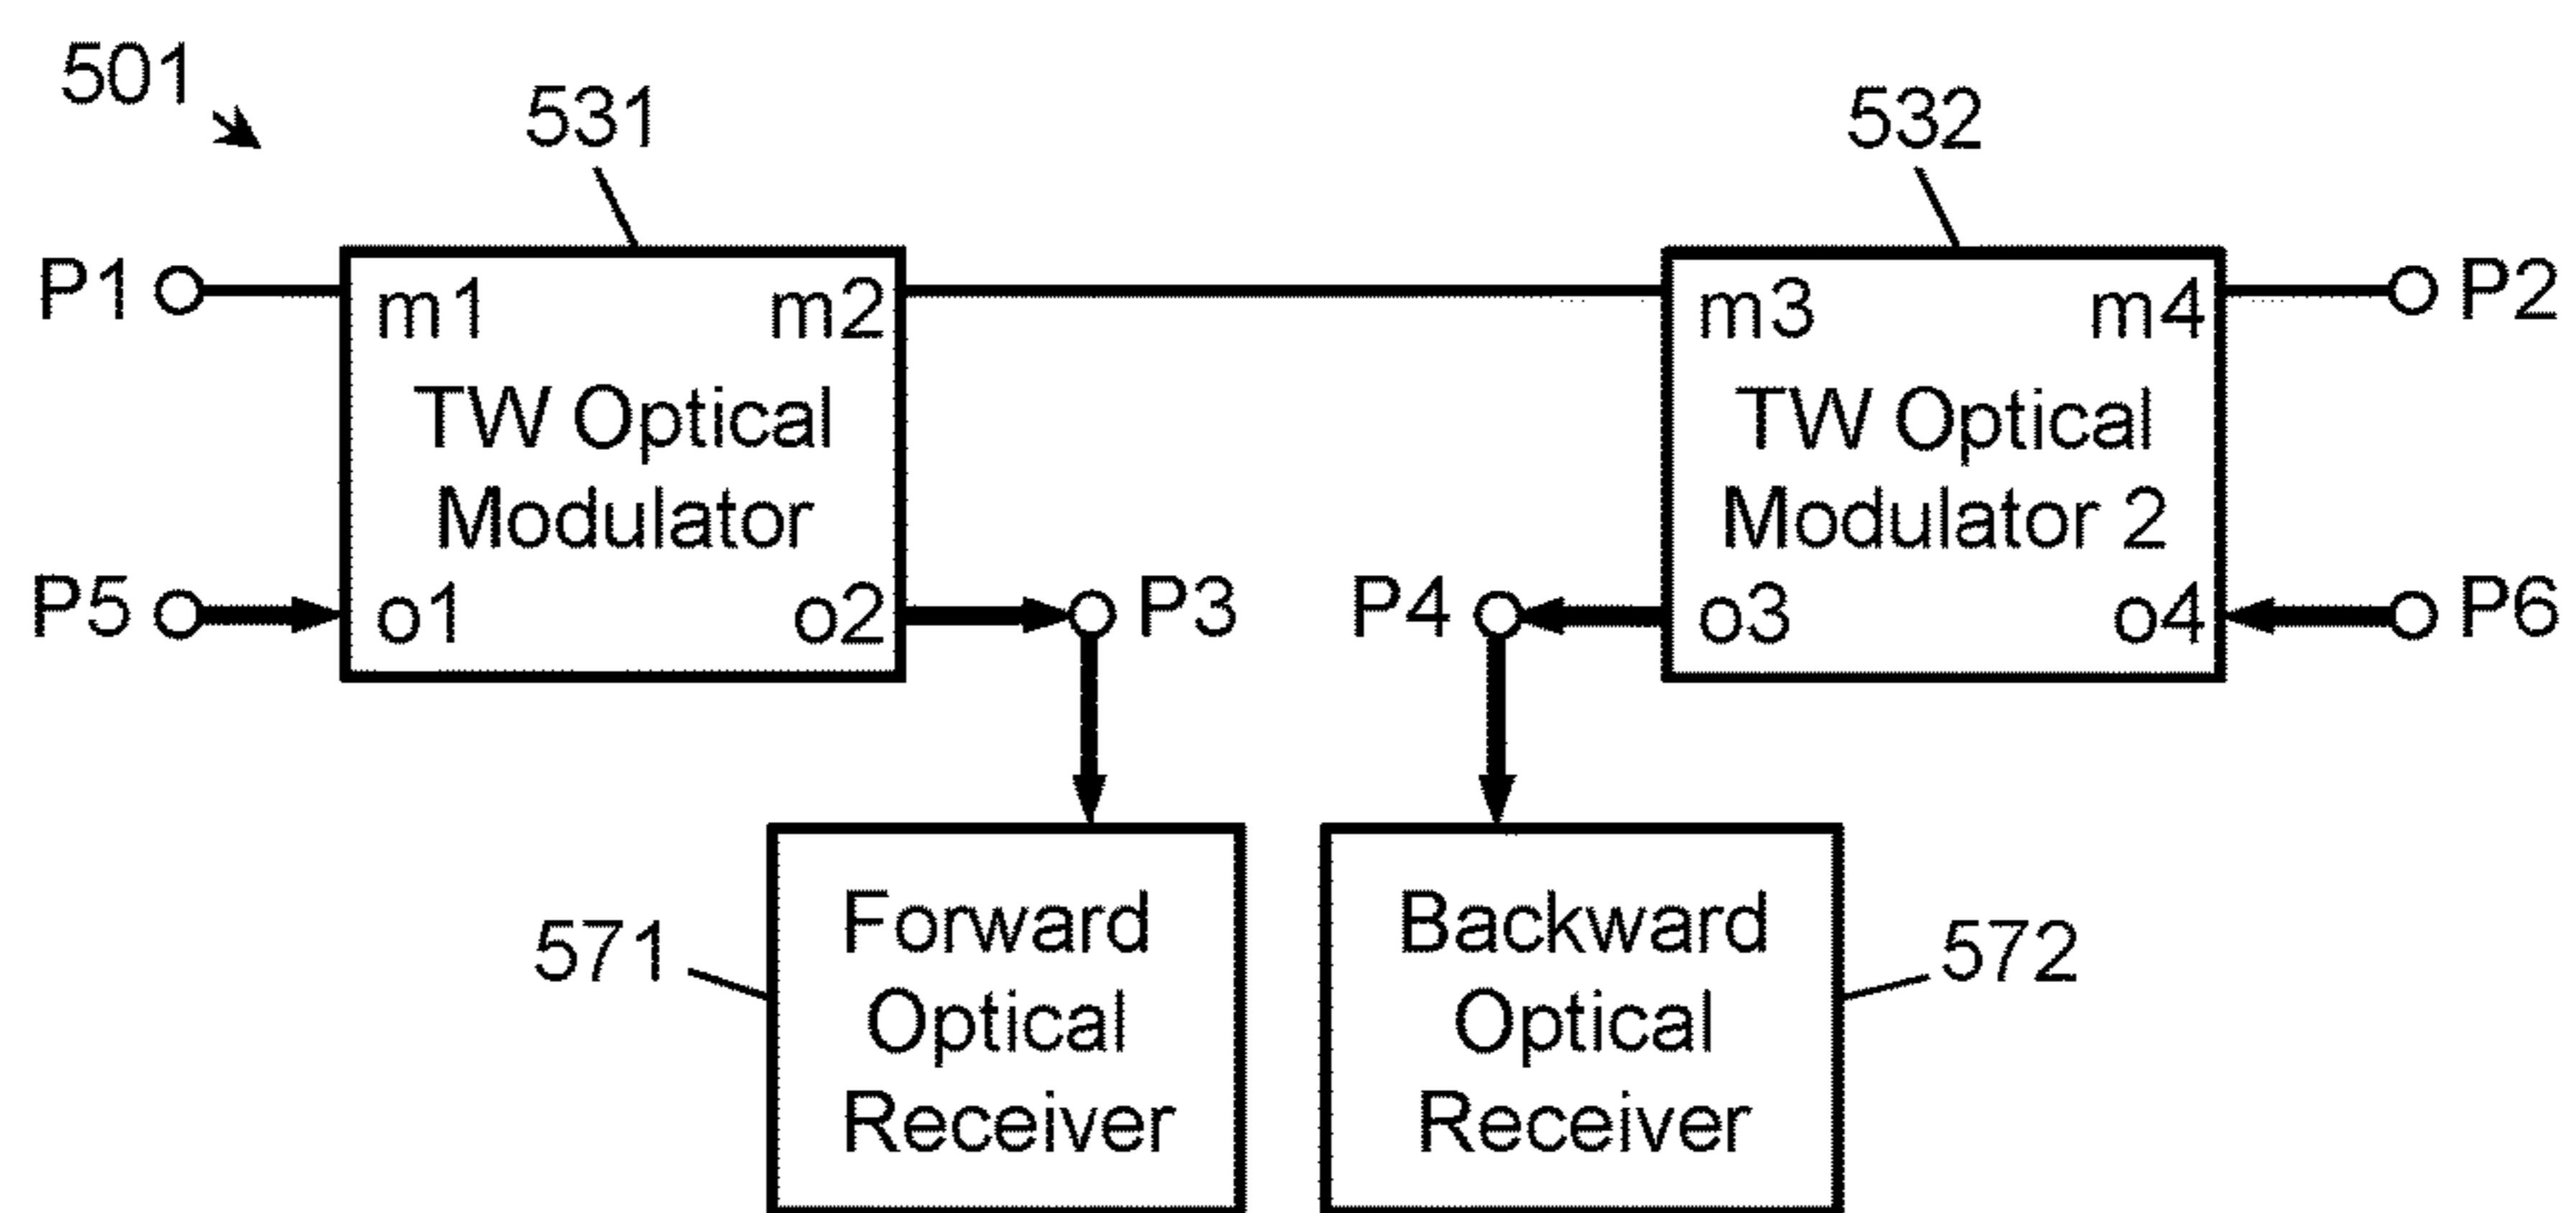 501
531
532
P1
m1
m2
m3
m4
P2
TW Optical
Modulator
TW Optical
Modulator 2
P5
o1
o2
P3
P4
o3
o4
P6
571
Forward
Optical
Receiver
Backward
Optical
Receiver
572